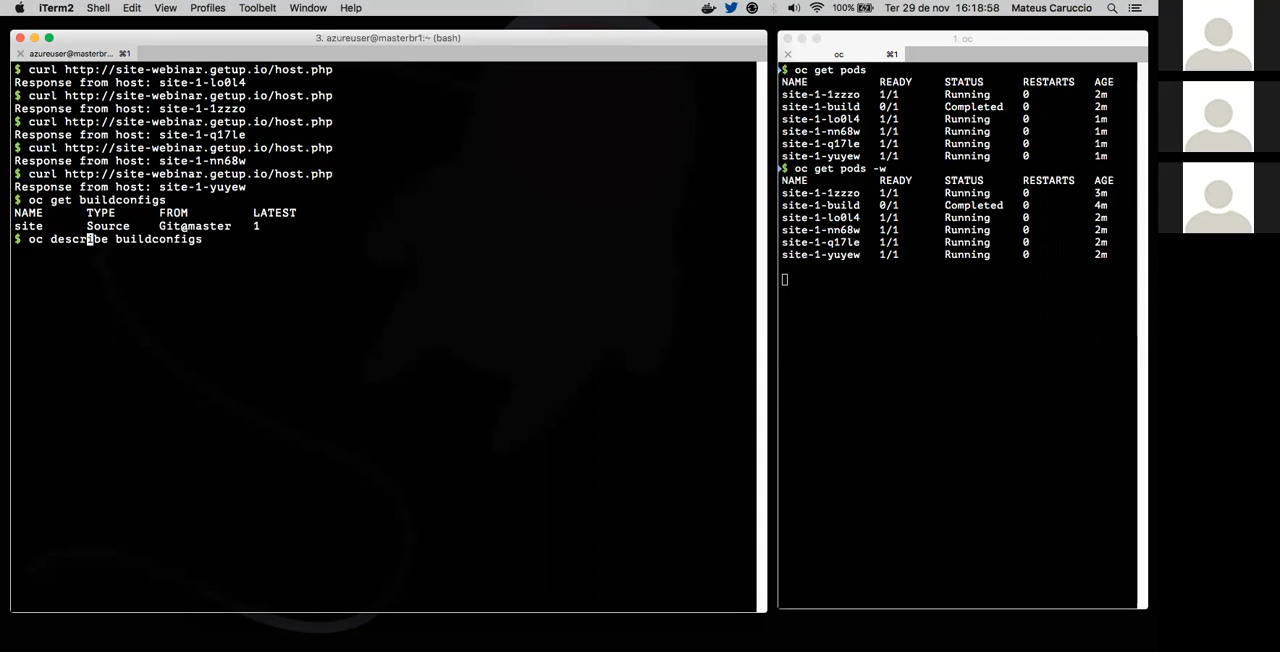 iTerm2 Shell Edit View Profiles Toolbelt Window Help 100% Ter 29 de nov 16:18:58 Mateus Caruccio
3. azureuser@masterbr1:~ (bash)
azureuser@masterbr... ⌘1
$ curl http://site-webinar.getup.io/host.php
Response from host: site-1-lo0l4
$ curl http://site-webinar.getup.io/host.php
Response from host: site-1-1zzzo
$ curl http://site-webinar.getup.io/host.php
Response from host: site-1-q17le
$ curl http://site-webinar.getup.io/host.php
Response from host: site-1-nn68w
$ curl http://site-webinar.getup.io/host.php
Response from host: site-1-yuyew
$ oc get buildconfigs
NAME TYPE FROM LATEST
site Source Git@master 1
$ oc describe buildconfigs
1. oc
oc ⌘1
$ oc get pods
NAME READY STATUS RESTARTS AGE
site-1-1zzzo 1/1 Running 0 2m
site-1-build 0/1 Completed 0 2m
site-1-lo0l4 1/1 Running 0 1m
site-1-nn68w 1/1 Running 0 1m
site-1-q17le 1/1 Running 0 1m
site-1-yuyew 1/1 Running 0 1m
$ oc get pods -w
NAME READY STATUS RESTARTS AGE
site-1-1zzzo 1/1 Running 0 3m
site-1-build 0/1 Completed 0 4m
site-1-lo0l4 1/1 Running 0 2m
site-1-nn68w 1/1 Running 0 2m
site-1-q17le 1/1 Running 0 2m
site-1-yuyew 1/1 Running 0 2m